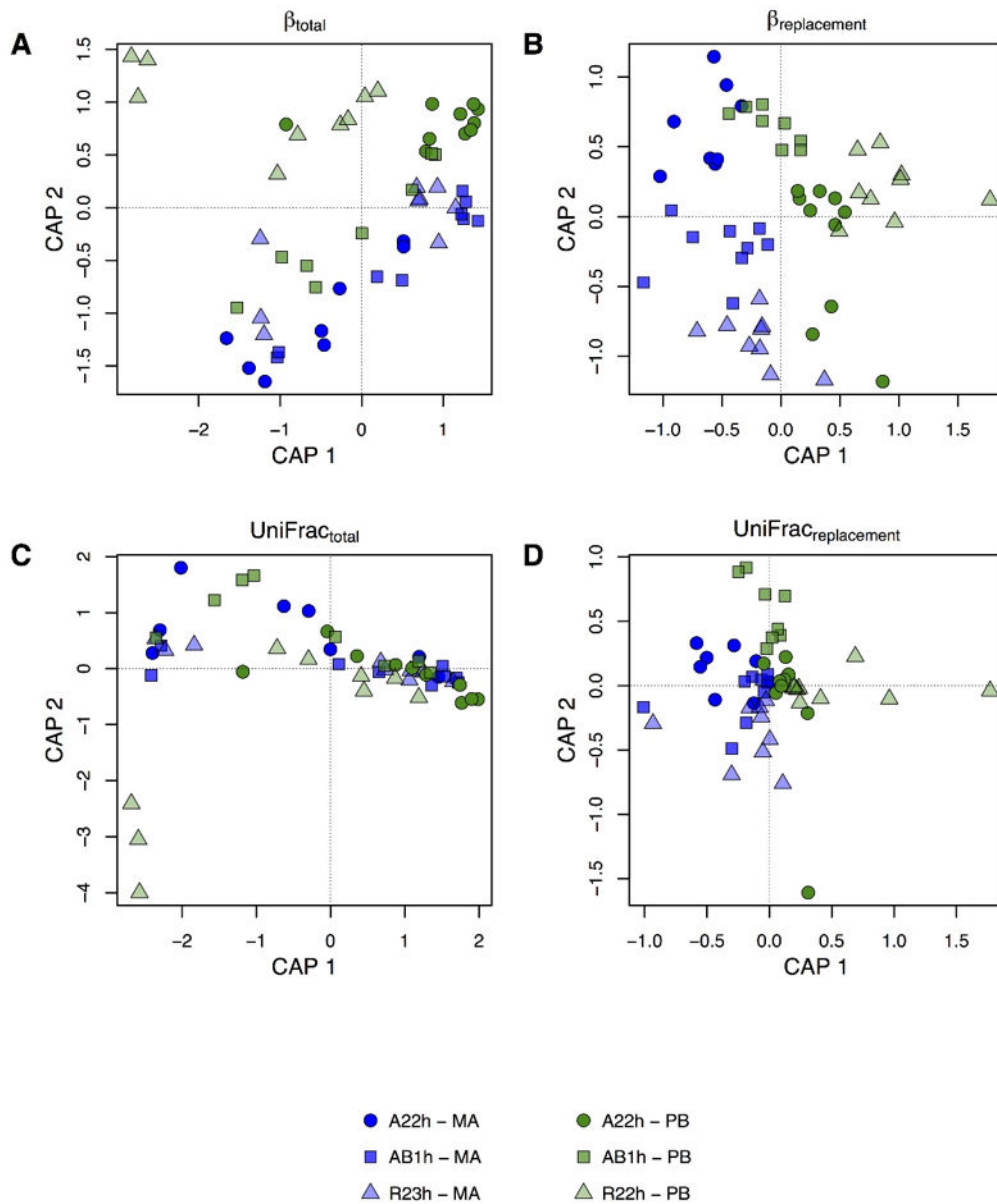 A
βtotal
CAP 2
1.5
1.0
0.5
0.0
−0.5
−1.0
−1.5
−2
−1
0
1
CAP 1
B
βreplacement
CAP 2
1.0
0.5
0.0
−0.5
−1.0
−1.0
−0.5
0.0
0.5
1.0
1.5
CAP 1
C
UniFractotal
CAP 2
2
1
0
−1
−2
−3
−4
−2
−1
0
1
2
CAP 1
D
UniFracreplacement
CAP 2
1.0
0.5
0.0
−0.5
−1.0
−1.5
−1.0
−0.5
0.0
0.5
1.0
1.5
CAP 1
A22h − MA
AB1h − MA
R23h − MA
A22h − PB
AB1h − PB
R22h − PB